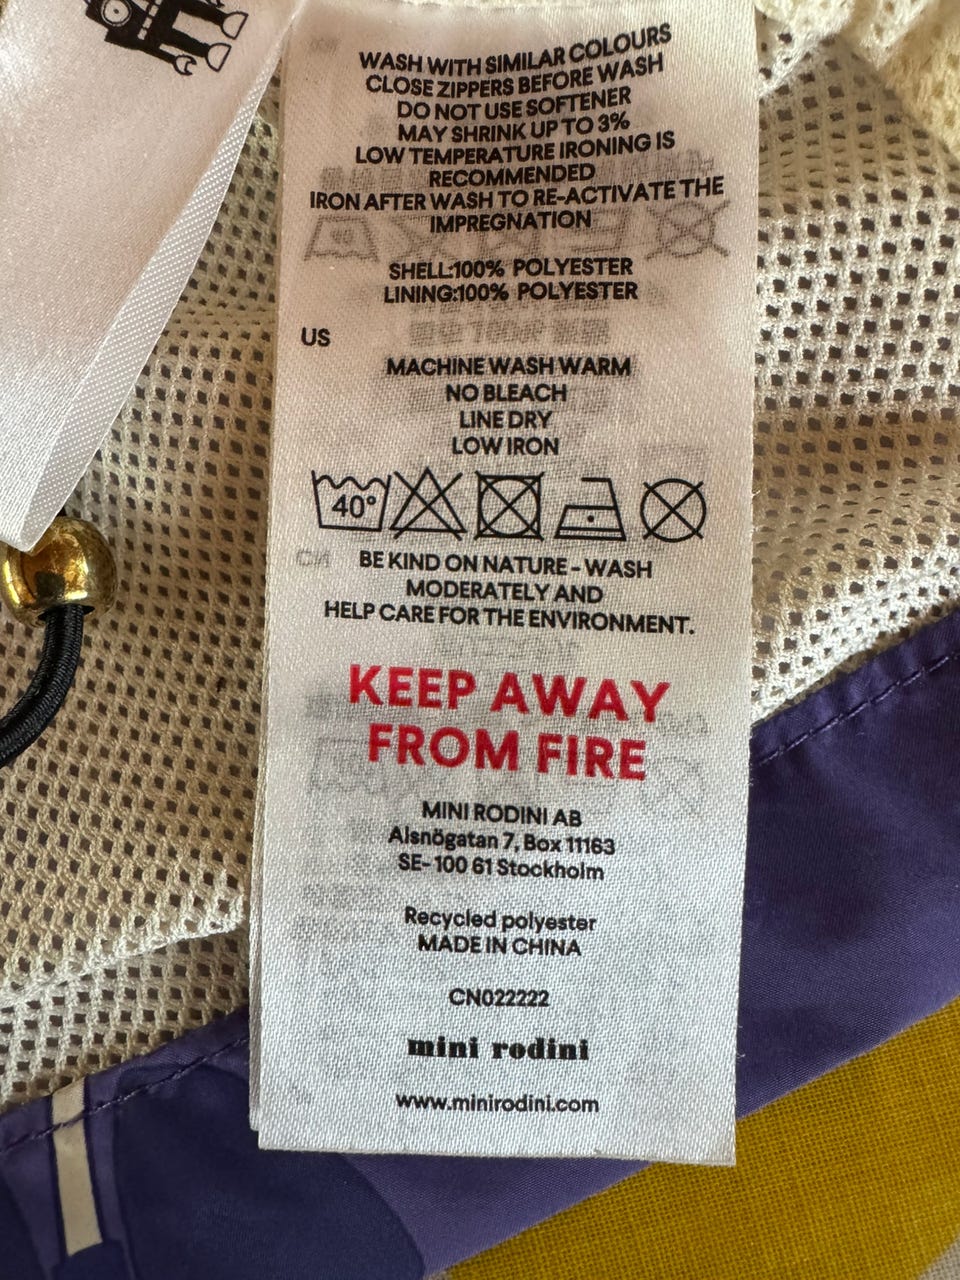 WASH WITH SIMILAR COLOURS
CLOSE ZIPPERS BEFORE WASH
DO NOT USE SOFTENER
MAY SHRINK UP TO 3%
LOW TEMPERATURE IRONING IS
RECOMMENDED
IRON AFTER WASH TO RE-ACTIVATE THE
IMPREGNATION
SHELL:100% POLYESTER
LINING:100% POLYESTER
US
MACHINE WASH WARM
NO BLEACH
LINE DRY
LOW IRON
40°
BE KIND ON NATURE - WASH
MODERATELY AND
HELP CARE FOR THE ENVIRONMENT.
KEEP AWAY
FROM FIRE
MINI RODINI AB
Alsnögatan 7, Box 11163
SE-100 61 Stockholm
Recycled polyester
MADE IN CHINA
CN022222
mini rodini
www.minirodini.com